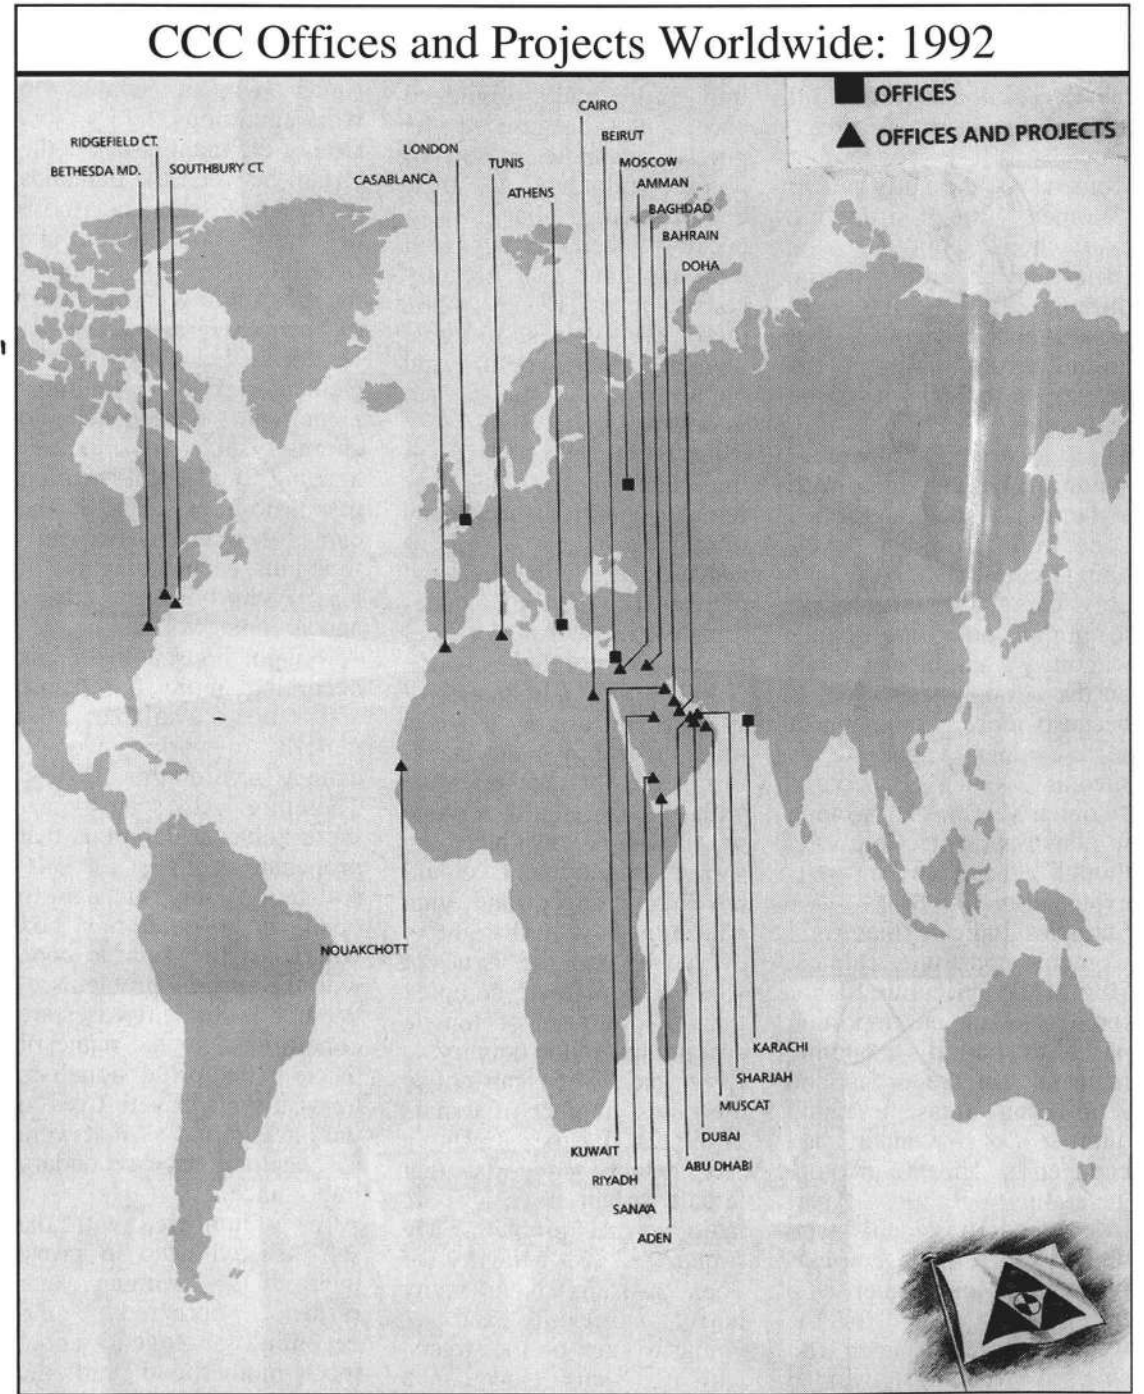 CCC Offices and Projects Worldwide: 1992
OFFICES
OFFICES AND PROJECTS
CAIRO
BEIRUT
MOSCOW
AMMAN
BAGHDAD
BAHRAIN
DOHA
RIDGEFIELD CT.
BETHESDA MD.
SOUTHBURY CT.
LONDON
CASABLANCA
TUNIS
ATHENS
NOUAKCHOTT
KARACHI
SHARJAH
MUSCAT
DUBAI
ABU DHABI
KUWAIT
RIYADH
SANA'A
ADEN